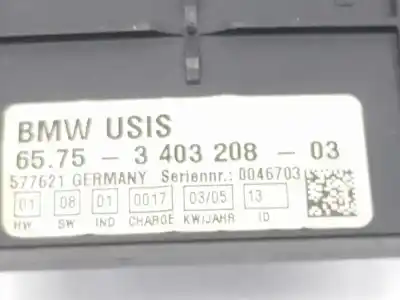 BMW USIS
65.75 - 3 403 208 - 03
577621 GERMANY Seriennr.: 0046703
01 08 01 0017 03/05 13
HW SW IND CHARGE KW/JAHR ID